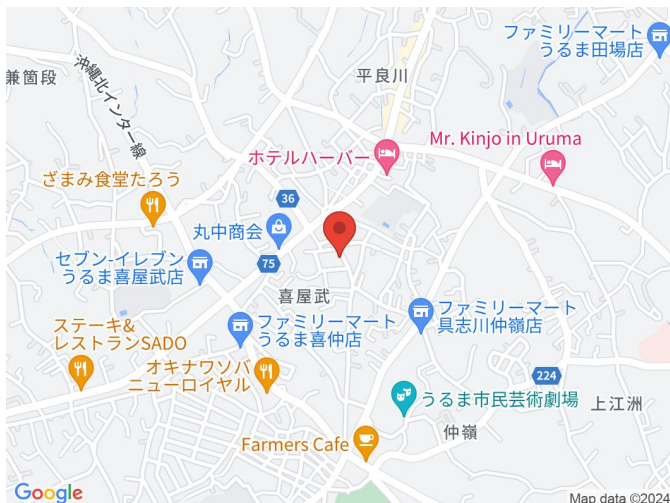 ファミリーマート
うるま田場店
平良川
兼箇段
沖縄北インター線
Mr. Kinjo in Uruma
ホテルハーバー
ざまみ食堂たろう
36
丸中商会
セブン-イレブン
うるま喜屋武店
75
喜屋武
ファミリーマート
具志川仲嶺店
ファミリーマート
うるま喜仲店
ステーキ&
レストランSADO
オキナワソバ
ニューロイヤル
224
うるま市民芸術劇場
上江洲
仲嶺
Farmers Cafe
Google
Map data ©2024